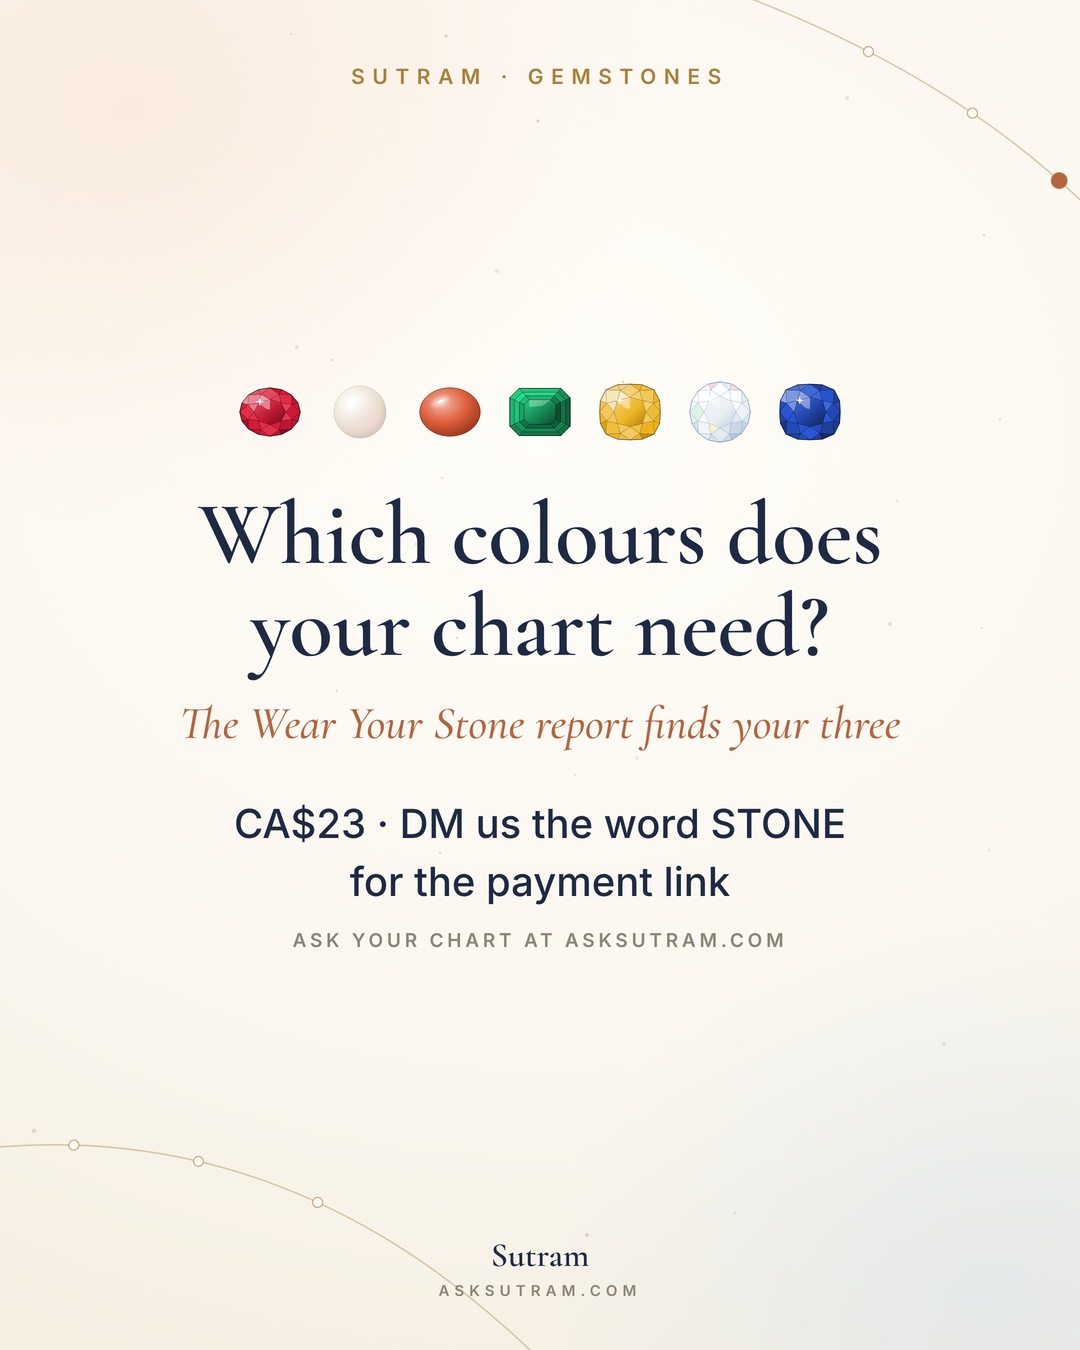 SUTRAM · GEMSTONES
Which colours does
your chart need?
The Wear Your Stone report finds your three
CA$23 · DM us the word STONE
for the payment link
ASK YOUR CHART AT ASKSUTRAM.COM
Sutram
ASKSUTRAM.COM